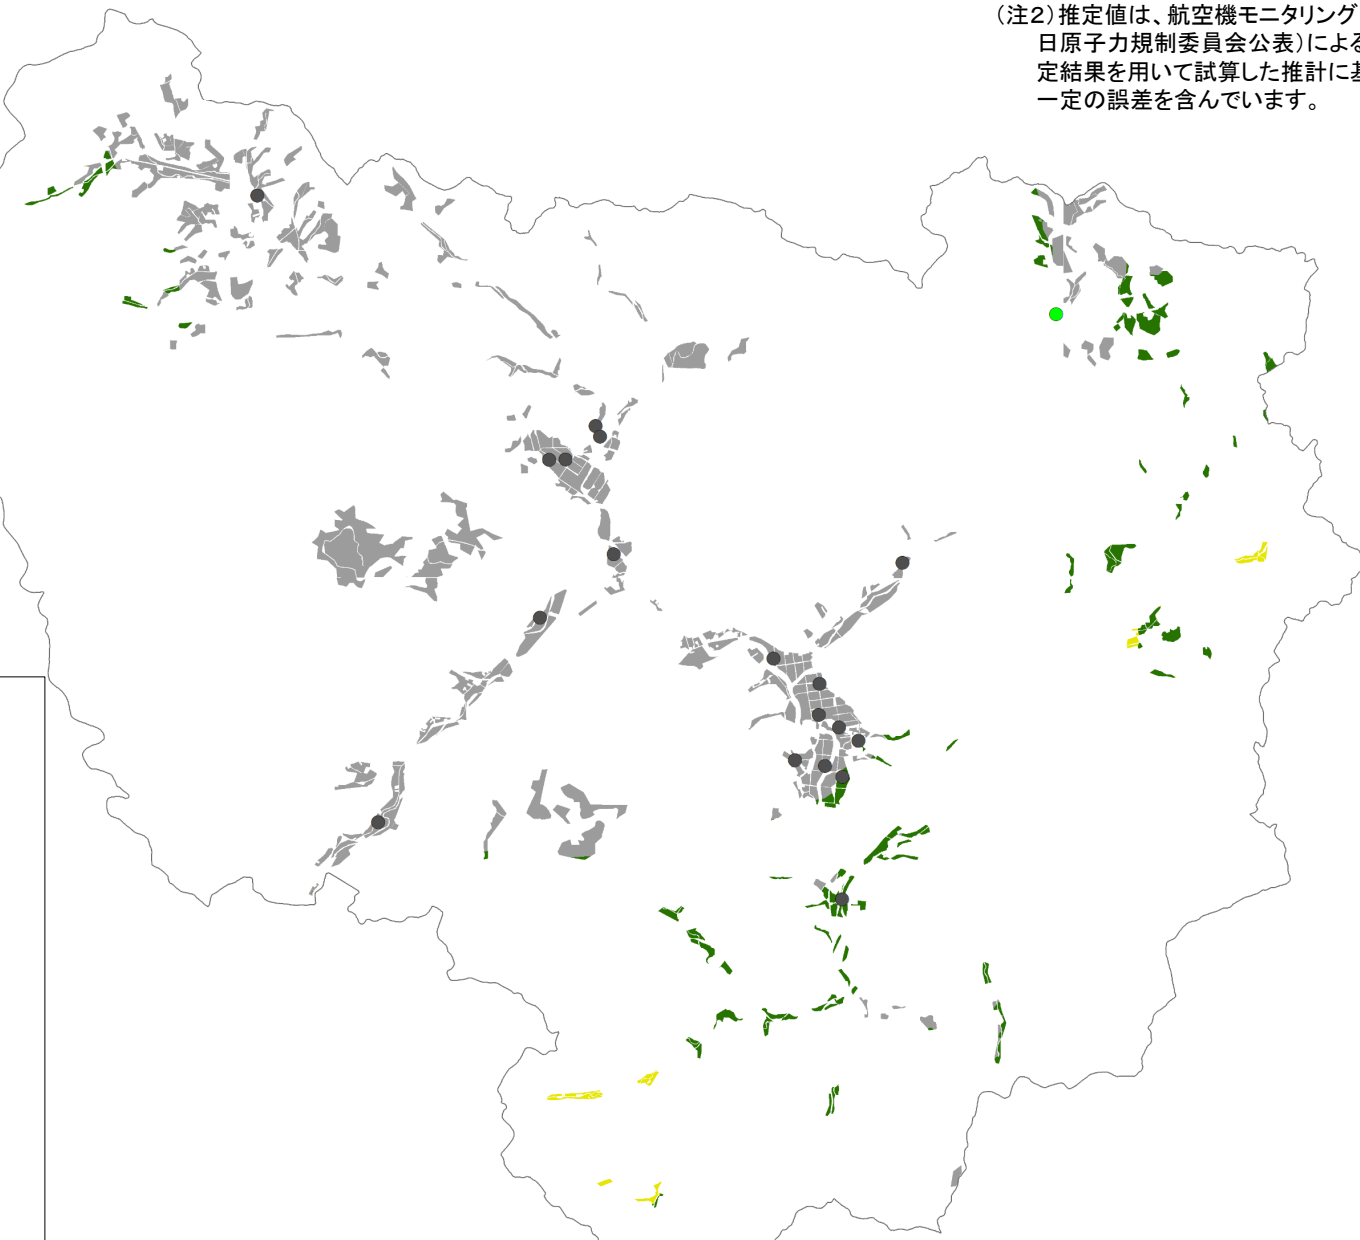 （注２）推定値は、航空機モニタリング
日原子力規制委員会公表）による
定結果を用いて試算した推計に基
一定の誤差を含んでいます。